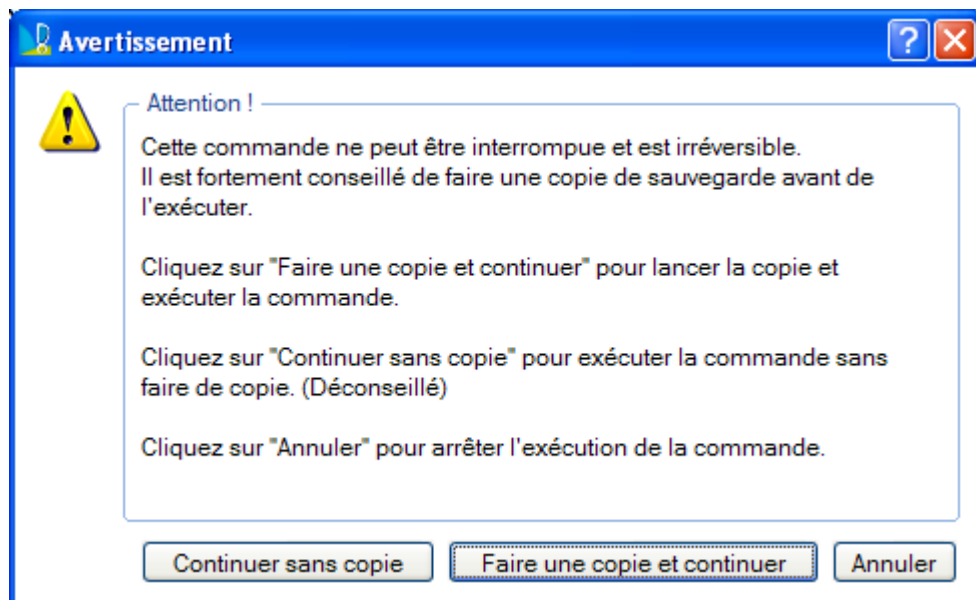 Avertissement
Attention !
Cette commande ne peut être interrompue et est irréversible.
Il est fortement conseillé de faire une copie de sauvegarde avant de
l'exécuter.
Cliquez sur "Faire une copie et continuer" pour lancer la copie et
exécuter la commande.
Cliquez sur "Continuer sans copie" pour exécuter la commande sans
faire de copie. (Déconseillé)
Cliquez sur "Annuler" pour arrêter l'exécution de la commande.
Continuer sans copie
Faire une copie et continuer
Annuler